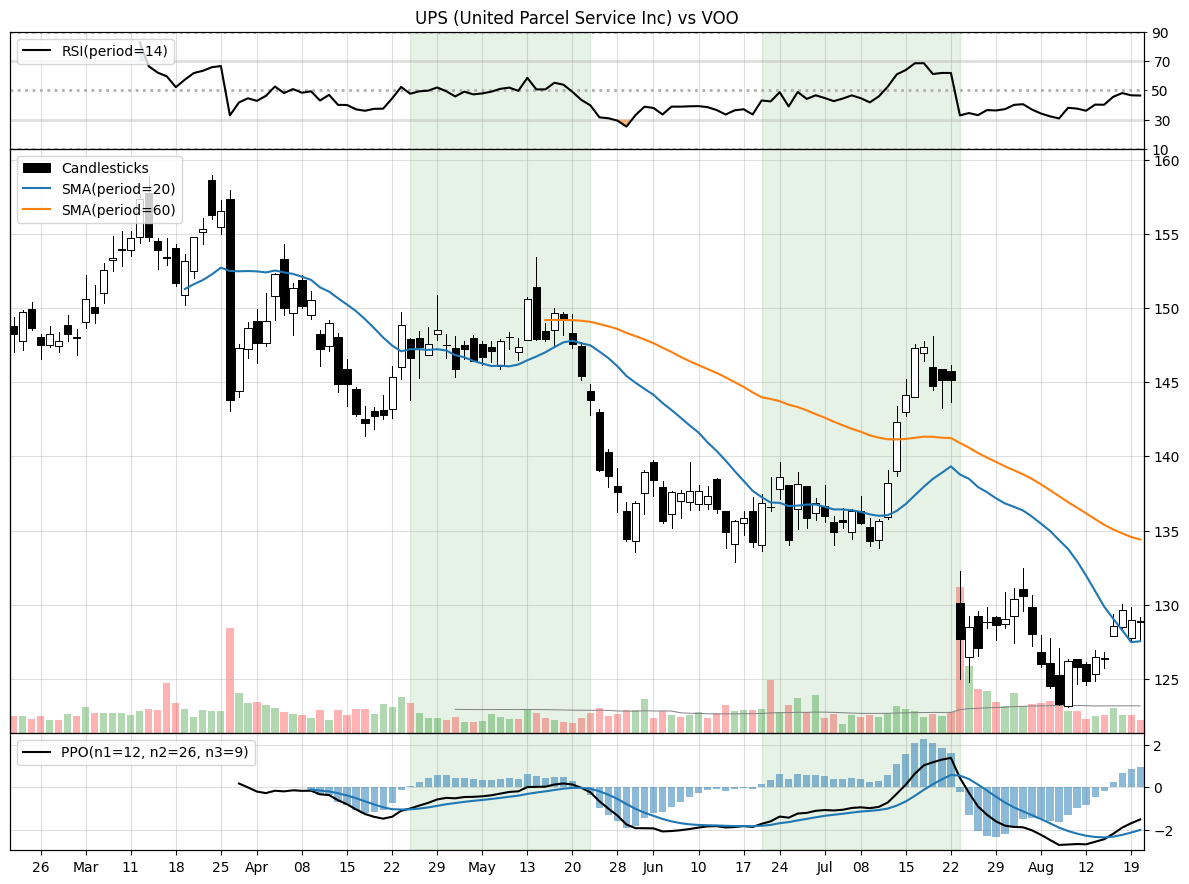 UPS (United Parcel Service Inc) vs VOO
RSI(period=14)
90
70
50
30
10
Candlesticks
SMA(period=20)
SMA(period=60)
160
155
150
145
140
135
130
125
PPO(n1=12, n2=26, n3=9)
2
0
−2
26 Mar 11 18 25 Apr 08 15 22 29 May 13 20 28 Jun 10 17 24 Jul 08 15 22 29 Aug 12 19